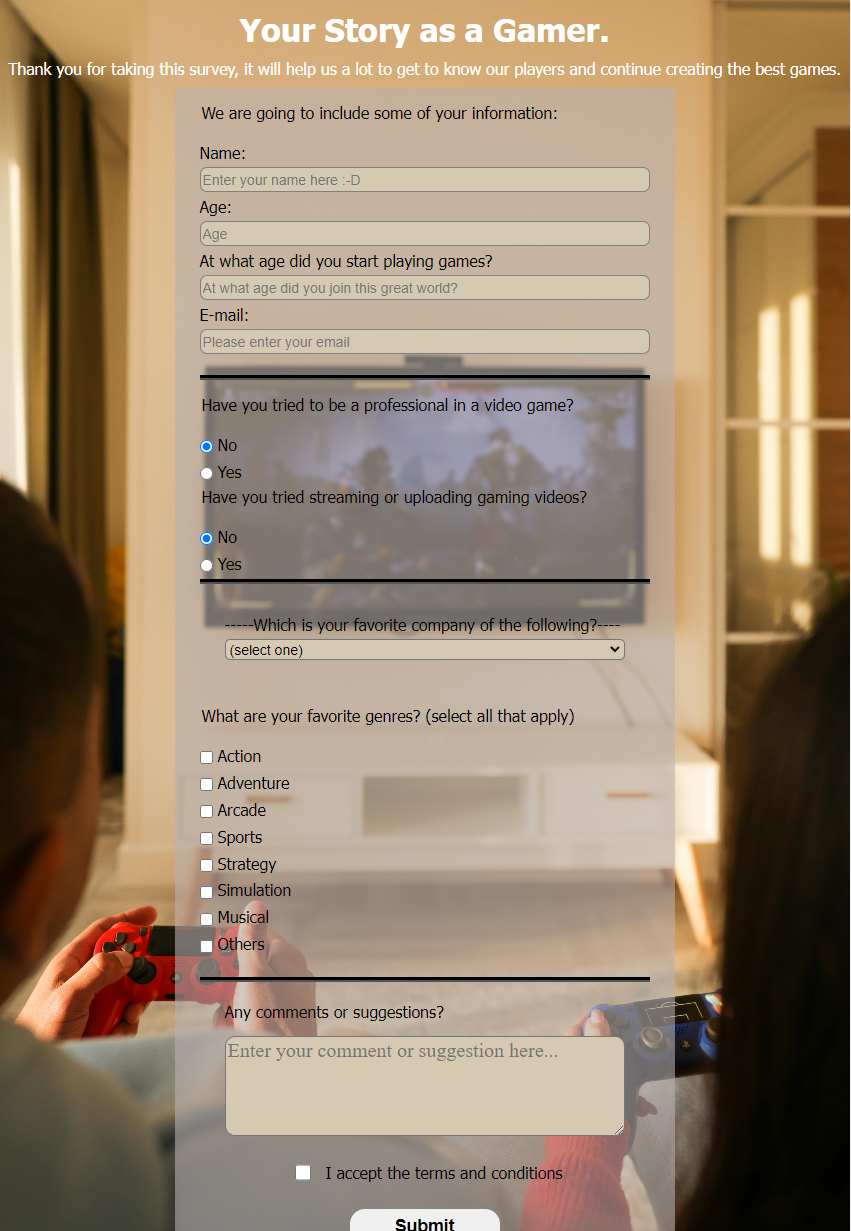 Your Story as a Gamer.
Thank you for taking this survey, it will help us a lot to get to know our players and continue creating the best games.
We are going to include some of your information:
Name:
Enter your name here :-D
Age:
Age
At what age did you start playing games?
At what age did you join this great world?
E-mail:
Please enter your email
Have you tried to be a professional in a video game?
No
Yes
Have you tried streaming or uploading gaming videos?
No
Yes
-----Which is your favorite company of the following?----
(select one)
What are your favorite genres? (select all that apply)
Action
Adventure
Arcade
Sports
Strategy
Simulation
Musical
Others
Any comments or suggestions?
Enter your comment or suggestion here...
I accept the terms and conditions
Submit